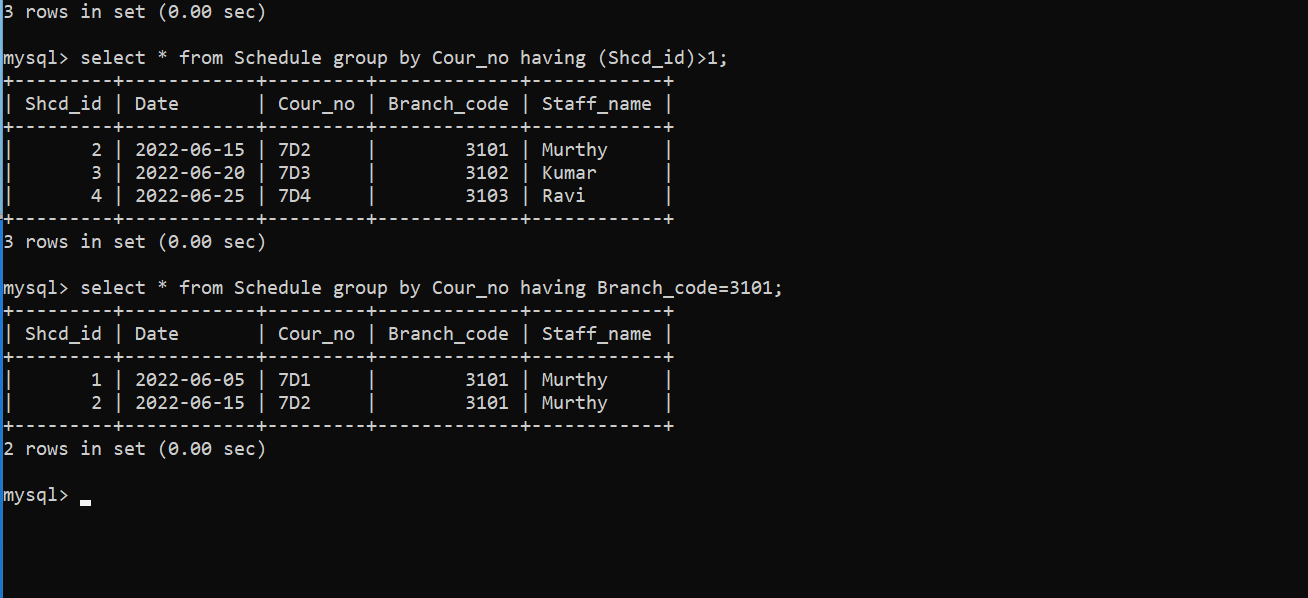 3 rows in set (0.00 sec)
mysql> select * from Schedule group by Cour_no having (Shcd_id)>1;
+---------+------------+---------+-------------+------------+
| Shcd_id | Date       | Cour_no | Branch_code | Staff_name |
+---------+------------+---------+-------------+------------+
|       2 | 2022-06-15 | 7D2     |        3101 | Murthy     |
|       3 | 2022-06-20 | 7D3     |        3102 | Kumar      |
|       4 | 2022-06-25 | 7D4     |        3103 | Ravi       |
+---------+------------+---------+-------------+------------+
3 rows in set (0.00 sec)
mysql> select * from Schedule group by Cour_no having Branch_code=3101;
+---------+------------+---------+-------------+------------+
| Shcd_id | Date       | Cour_no | Branch_code | Staff_name |
+---------+------------+---------+-------------+------------+
|       1 | 2022-06-05 | 7D1     |        3101 | Murthy     |
|       2 | 2022-06-15 | 7D2     |        3101 | Murthy     |
+---------+------------+---------+-------------+------------+
2 rows in set (0.00 sec)
mysql>